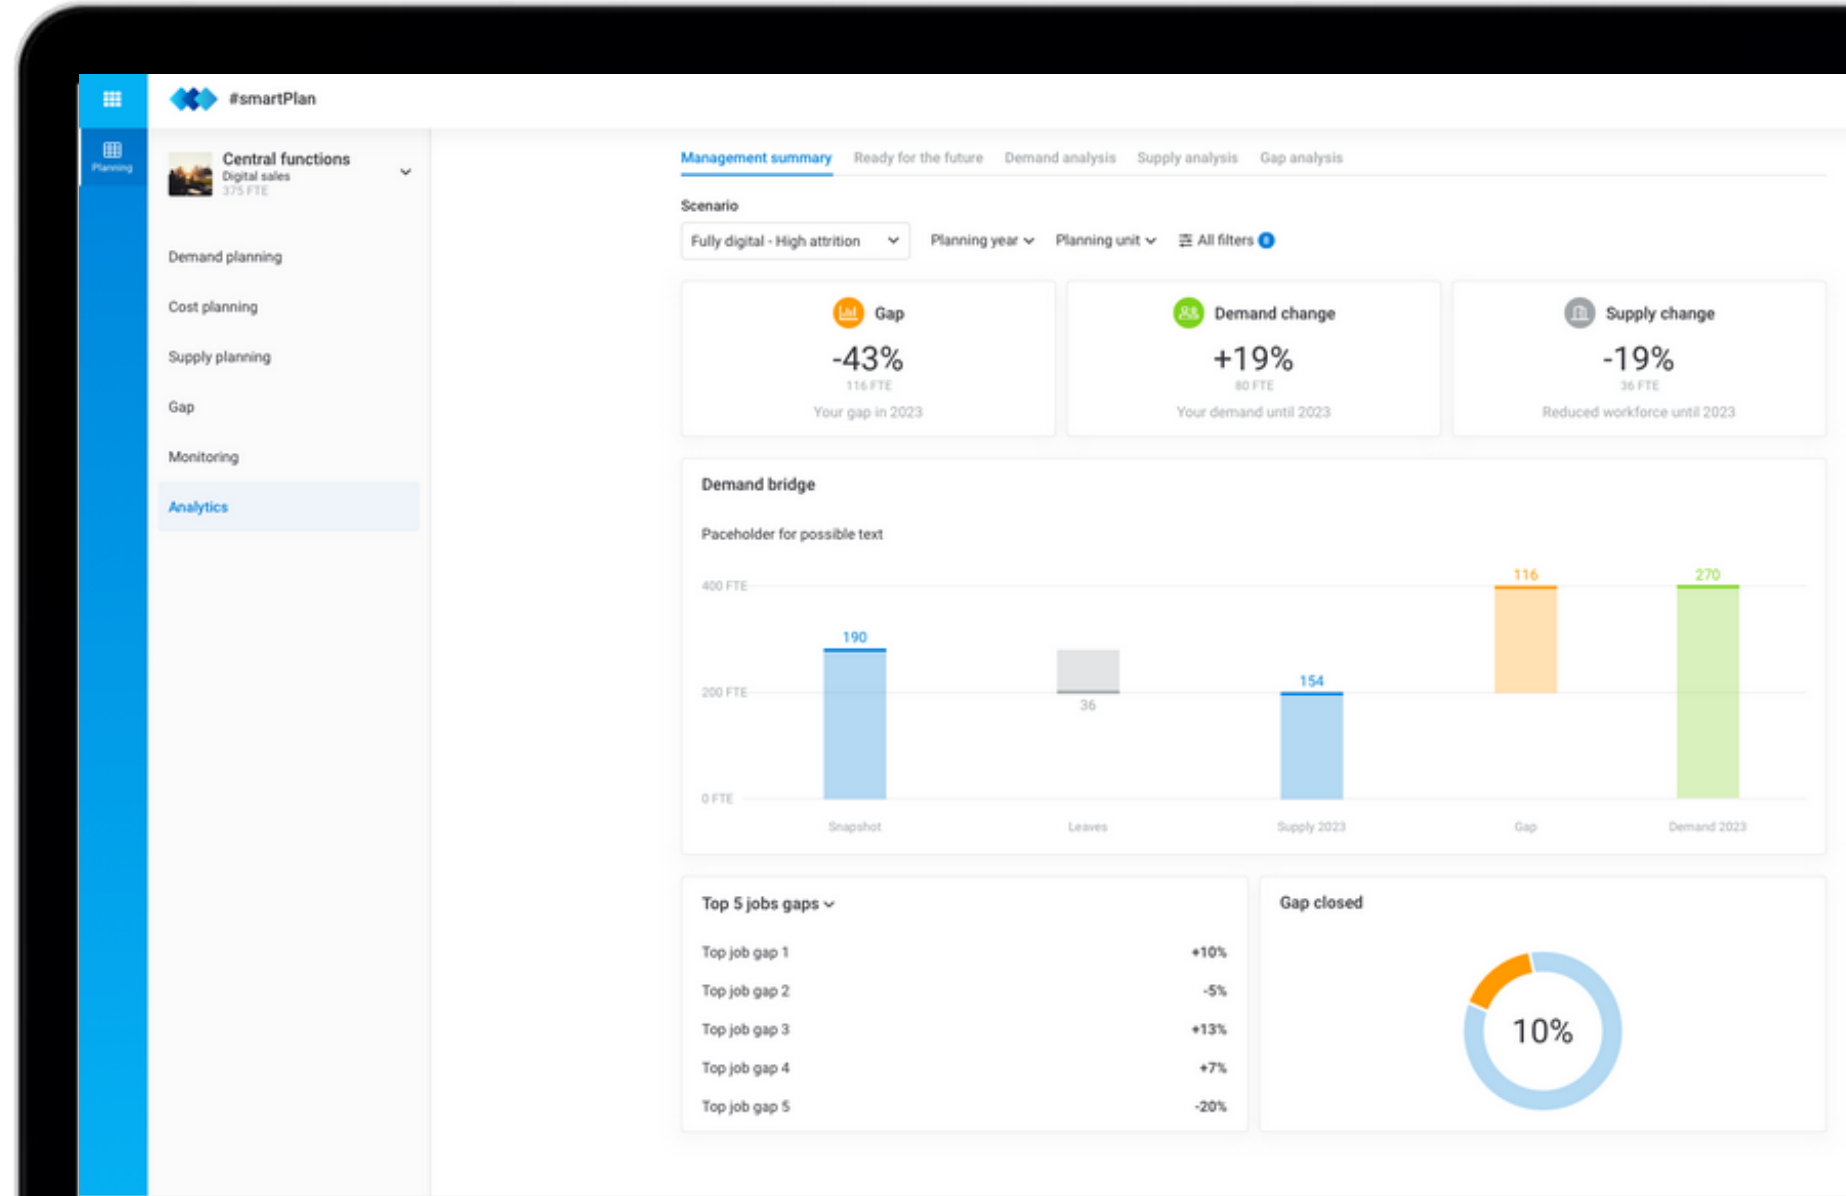 #smartPlan
Planning
Central functions
Digital sales
375 FTE
Demand planning
Cost planning
Supply planning
Gap
Monitoring
Analytics
Management summary Ready for the future Demand analysis Supply analysis Gap analysis
Scenario
Fully digital - High attrition Planning year Planning unit All filters
Gap
-43%
116 FTE
Your gap in 2023
Demand change
+19%
80 FTE
Your demand until 2023
Supply change
-19%
36 FTE
Reduced workforce until 2023
Demand bridge
Paceholder for possible text
400 FTE
200 FTE
0 FTE
190
36
154
116
270
Snapshot Leaves Supply 2023 Gap Demand 2023
Top 5 jobs gaps
Top job gap 1 +10%
Top job gap 2 -5%
Top job gap 3 +13%
Top job gap 4 +7%
Top job gap 5 -20%
Gap closed
10%